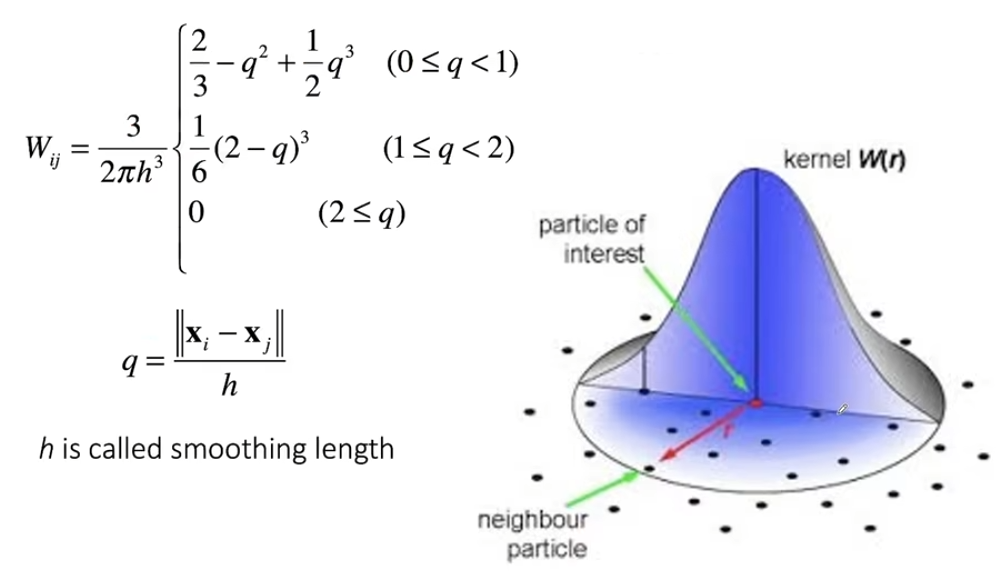 W_{ij} = \frac{3}{2\pi h^3} \begin{cases} \frac{2}{3} - q^2 + \frac{1}{2}q^3 & (0 \le q < 1) \\ \frac{1}{6}(2 - q)^3 & (1 \le q < 2) \\ 0 & (2 \le q) \end{cases}
q = \frac{\|\mathbf{x}_i - \mathbf{x}_j\|}{h}
h is called smoothing length
kernel W(r)
particle of
interest
r
neighbour
particle